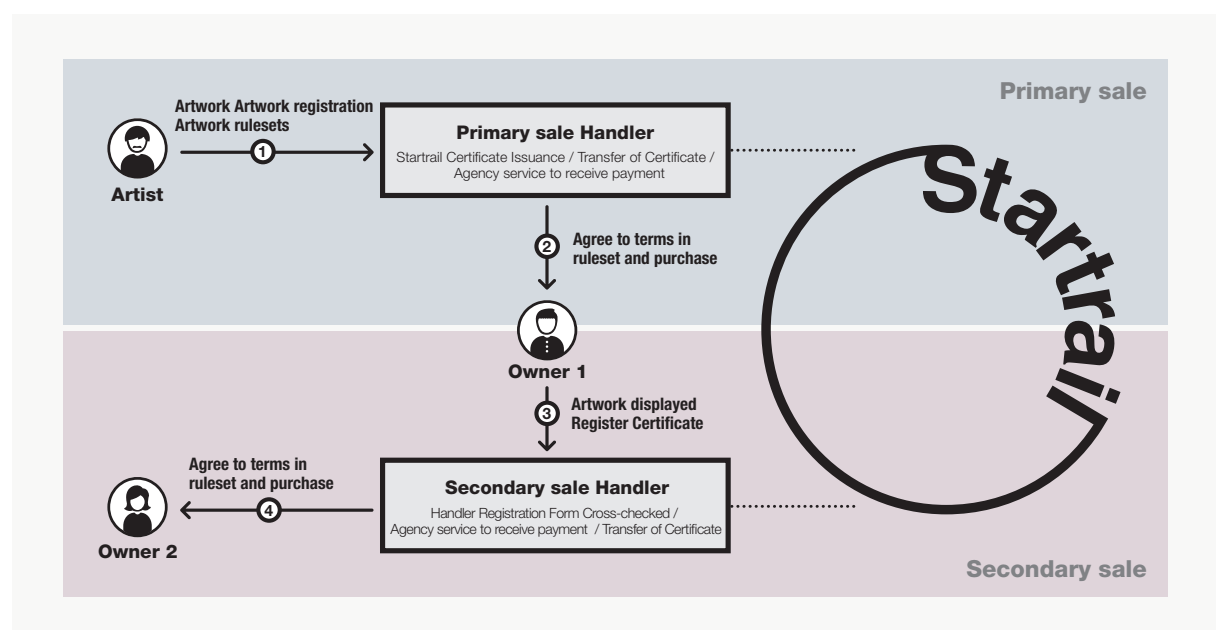 Primary sale
Artwork Artwork registration
Artwork rulesets
1
Artist
Primary sale Handler
Startrail Certificate Issuance / Transfer of Certificate /
Agency service to receive payment
Startrail
2
Agree to terms in
ruleset and purchase
Owner 1
3
Artwork displayed
Register Certificate
Agree to terms in
ruleset and purchase
4
Owner 2
Secondary sale Handler
Handler Registration Form Cross-checked /
Agency service to receive payment / Transfer of Certificate
Secondary sale